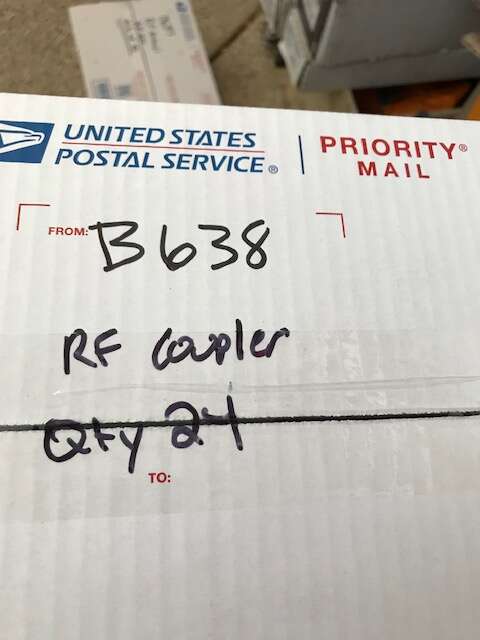 UNITED STATES
POSTAL SERVICE®
PRIORITY®
MAIL
FROM: B638
RF Coupler
Qty 24
TO: